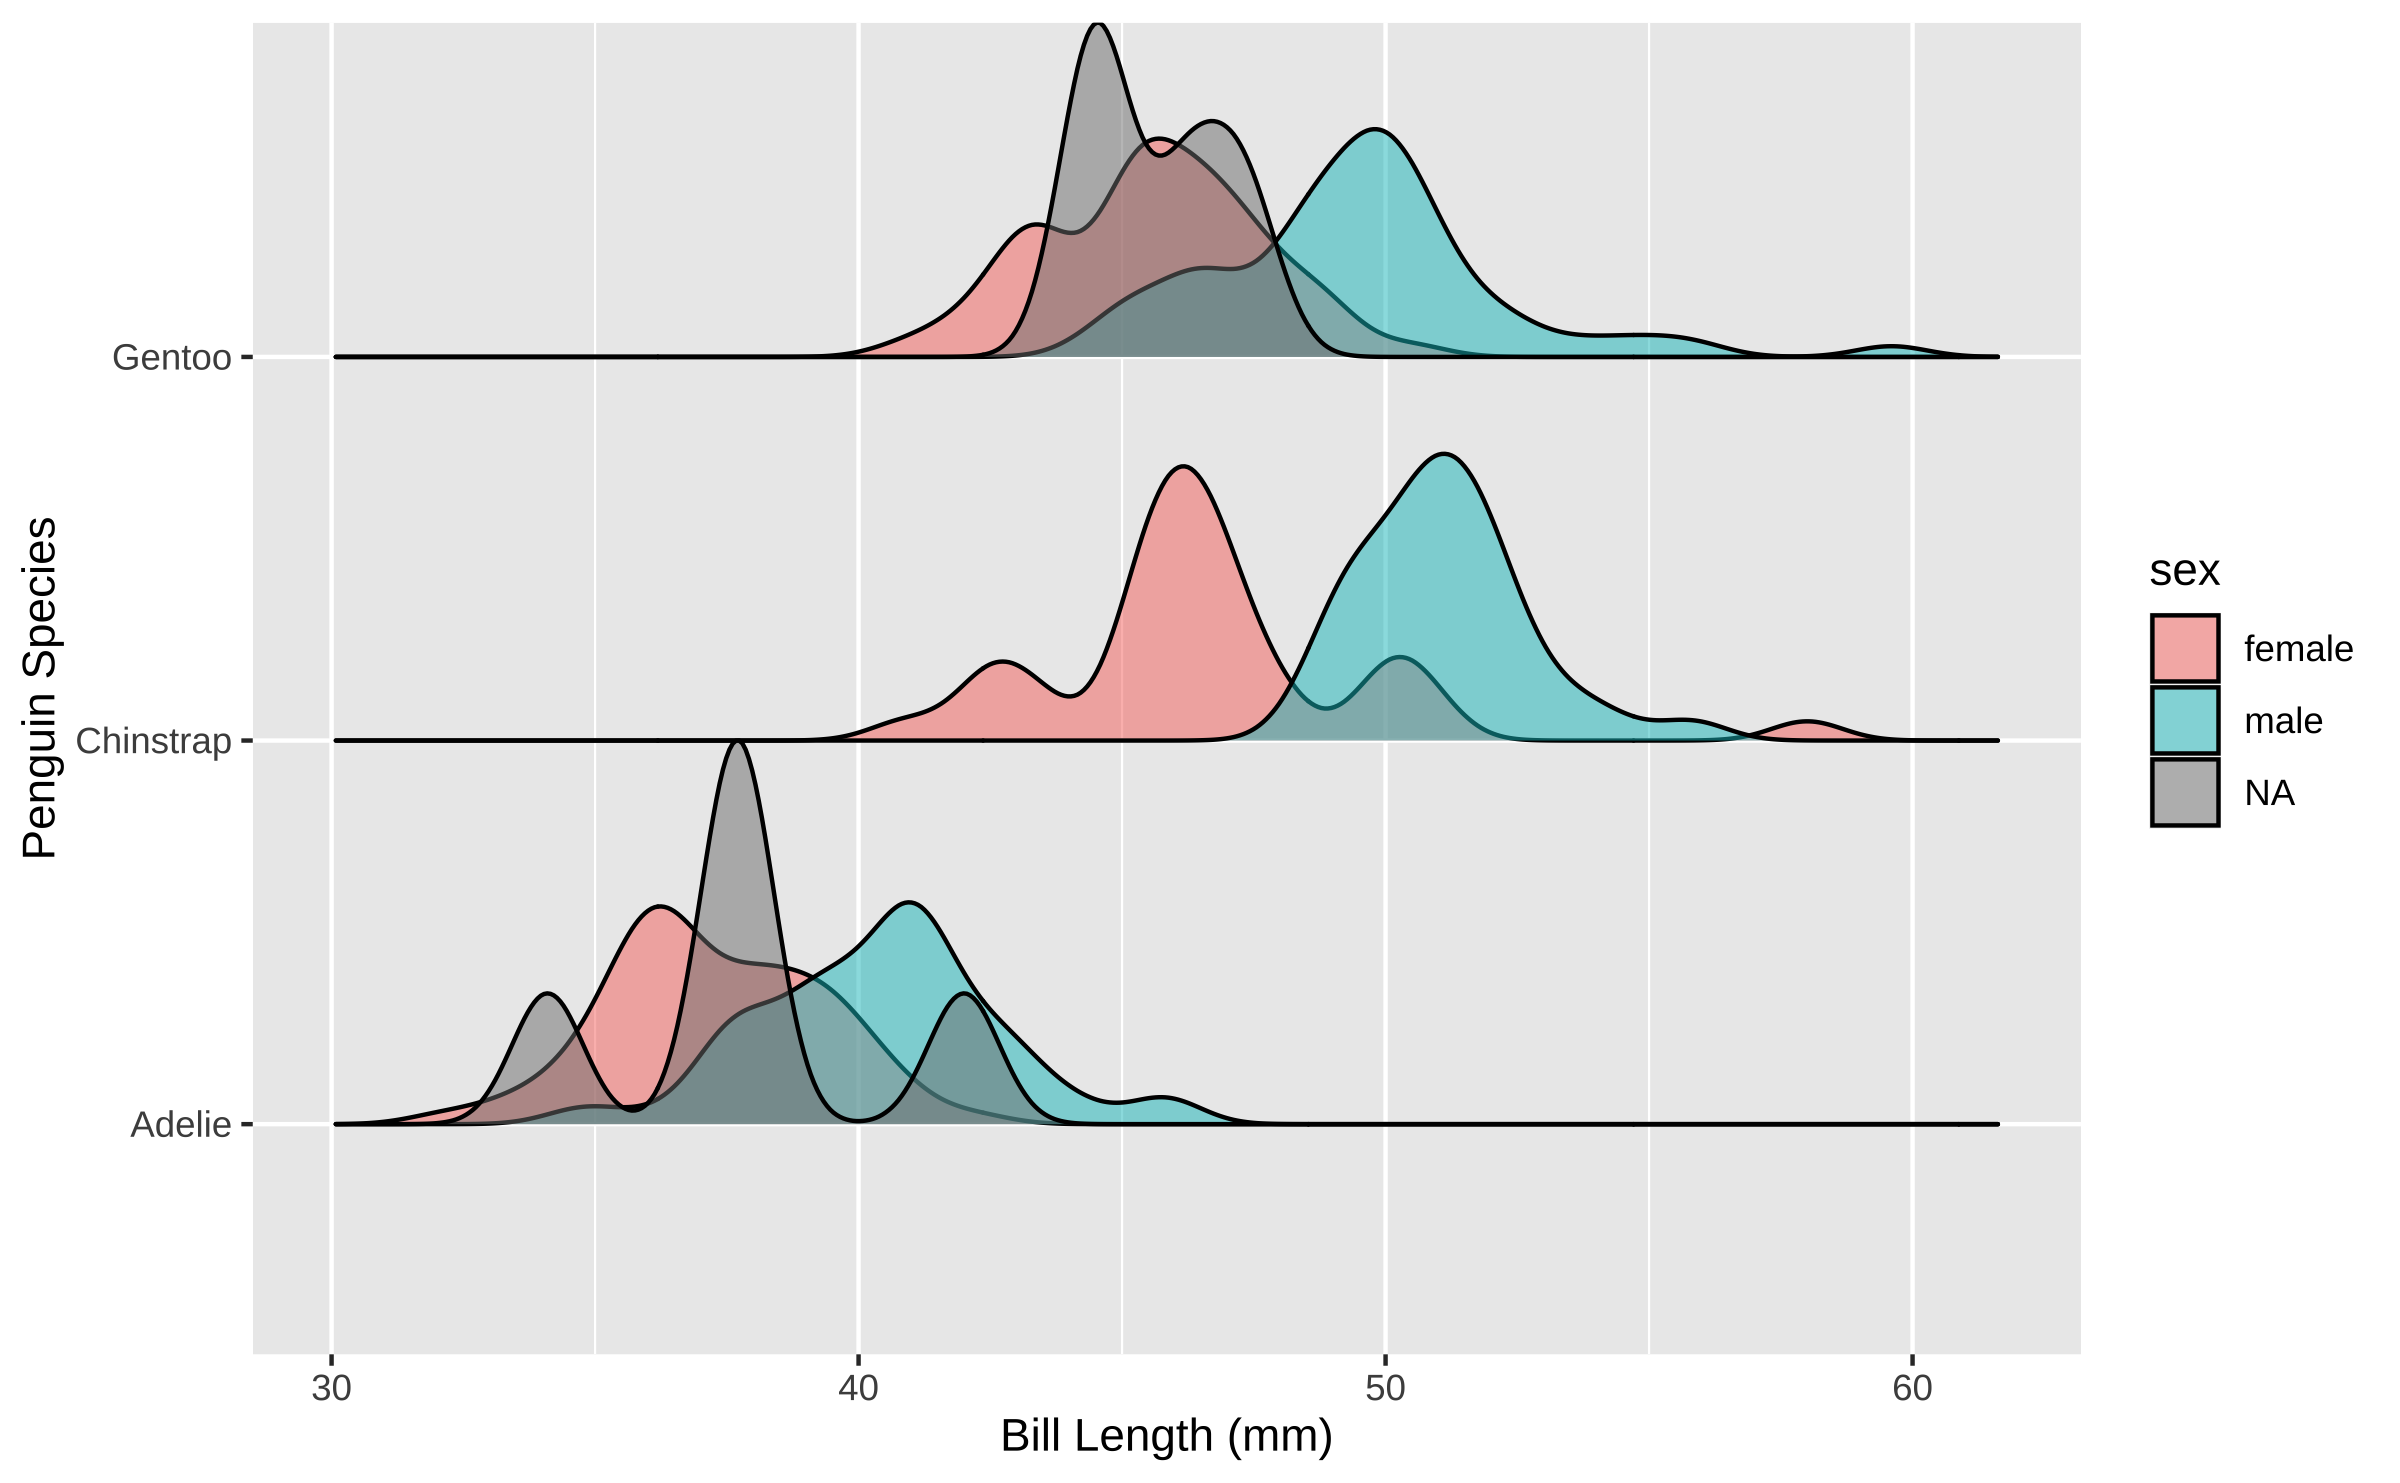 Penguin Species
Gentoo
Chinstrap
Adelie
30 40 50 60
Bill Length (mm)
sex
female
male
NA